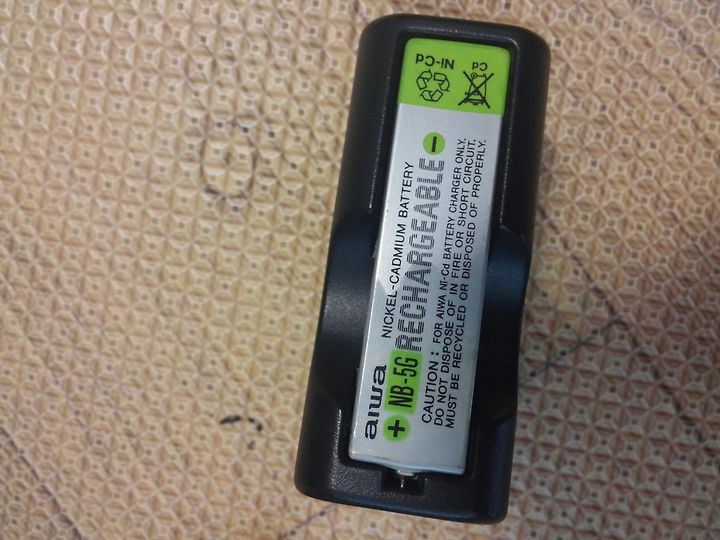 aiwa NICKEL-CADMIUM BATTERY
+ NB-5G RECHARGEABLE −
CAUTION : FOR AIWA Ni-Cd BATTERY CHARGER ONLY.
DO NOT DISPOSE OF IN FIRE OR SHORT CIRCUIT.
MUST BE RECYCLED OR DISPOSED OF PROPERLY.
Ni-Cd
Cd